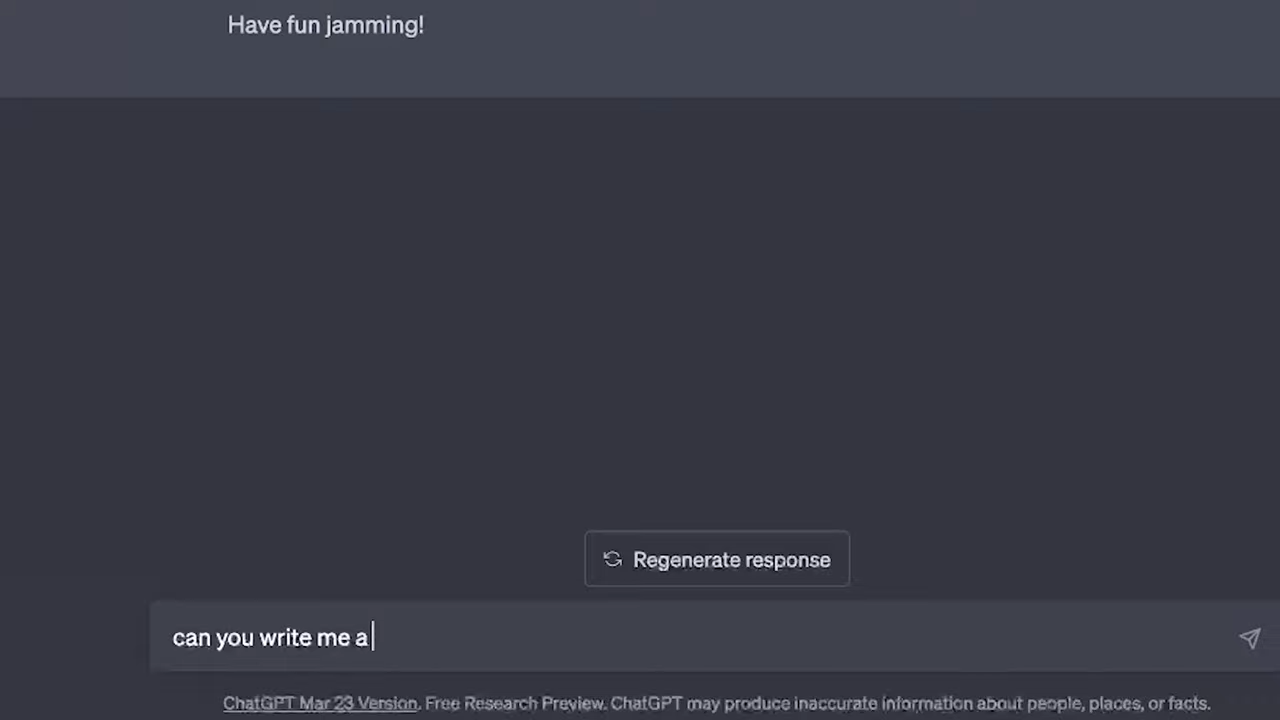 Have fun jamming!
Regenerate response
can you write me a
ChatGPT Mar 23 Version. Free Research Preview. ChatGPT may produce inaccurate information about people, places, or facts.